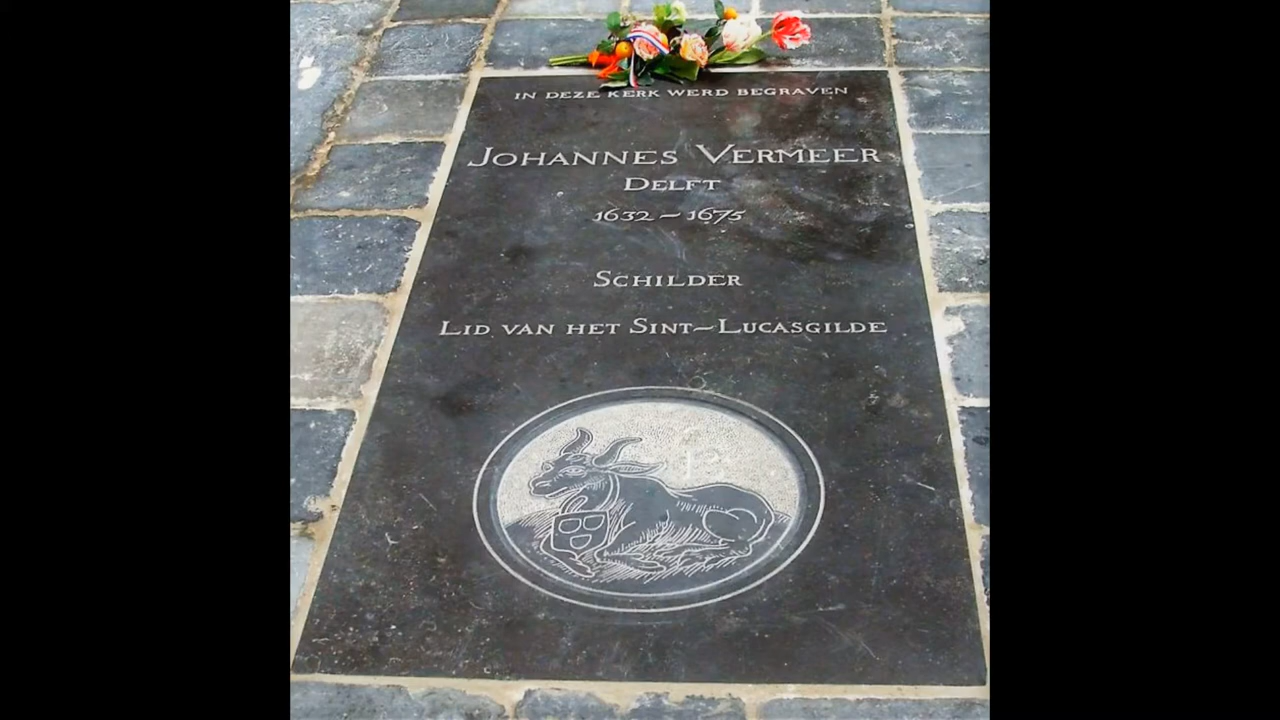 IN DEZE KERK WERD BEGRAVEN
JOHANNES VERMEER
DELFT
1632 – 1675
SCHILDER
LID VAN HET SINT–LUCASGILDE